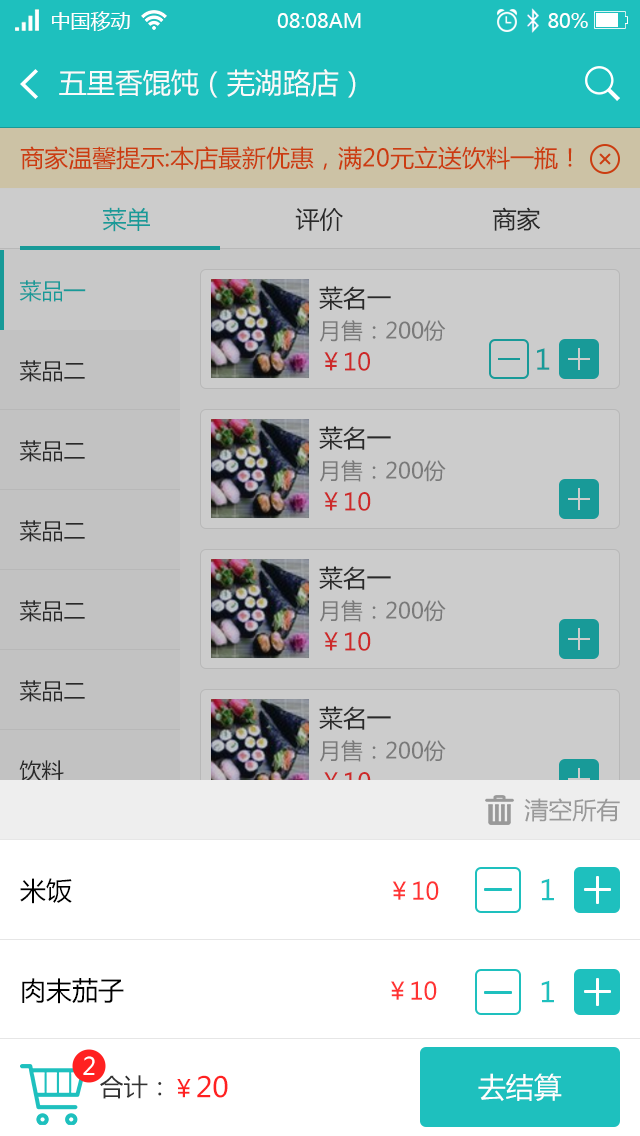 中国移动 08:08AM 80%
五里香馄饨（芜湖路店）
商家温馨提示:本店最新优惠，满20元立送饮料一瓶！
菜单 评价 商家
菜品一
菜品二
菜品二
菜品二
菜品二
菜品二
饮料
菜名一
月售：200份
￥10
1
菜名一
月售：200份
￥10
菜名一
月售：200份
￥10
菜名一
月售：200份
￥10
清空所有
米饭 ￥10 1
肉末茄子 ￥10 1
2 合计：￥20 去结算